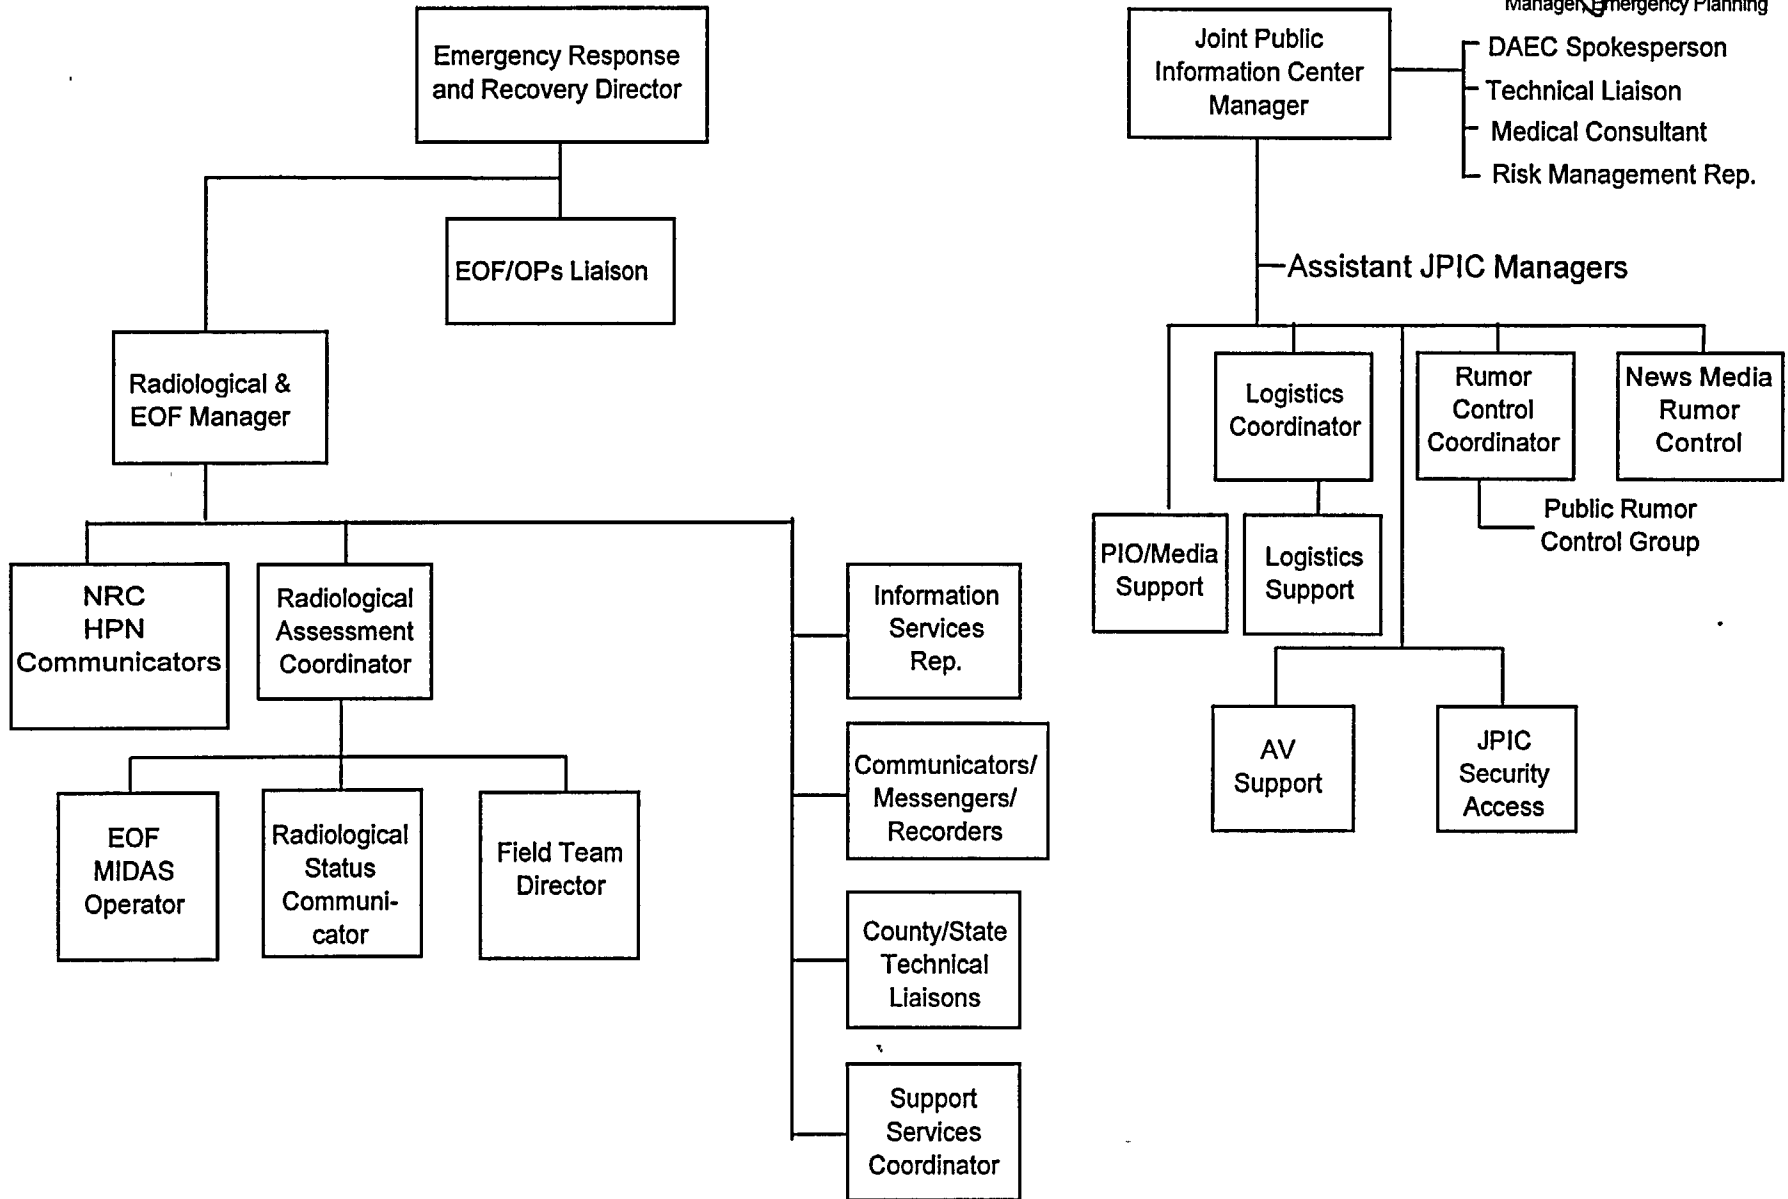 Manager, Emergency Planning
Emergency Response
and Recovery Director
EOF/OPs Liaison
Radiological &
EOF Manager
NRC
HPN
Communicators
Radiological
Assessment
Coordinator
EOF
MIDAS
Operator
Radiological
Status
Communi-
cator
Field Team
Director
Information
Services
Rep.
Communicators/
Messengers/
Recorders
County/State
Technical
Liaisons
Support
Services
Coordinator
Joint Public
Information Center
Manager
DAEC Spokesperson
Technical Liaison
Medical Consultant
Risk Management Rep.
Assistant JPIC Managers
Logistics
Coordinator
Rumor
Control
Coordinator
News Media
Rumor
Control
PIO/Media
Support
Logistics
Support
Public Rumor
Control Group
AV
Support
JPIC
Security
Access